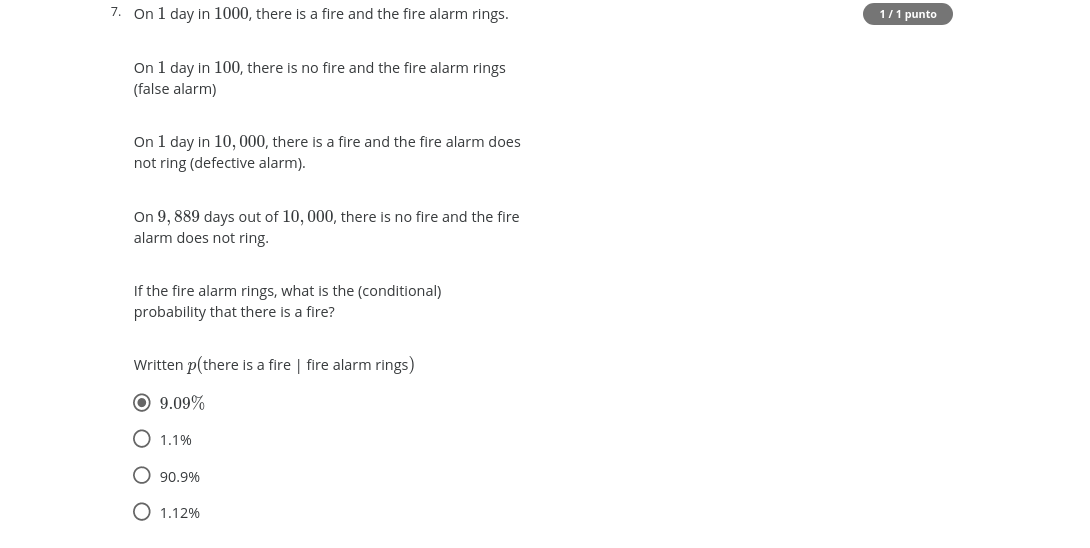 7. On 1 day in 1000, there is a fire and the fire alarm rings.
1 / 1 punto
On 1 day in 100, there is no fire and the fire alarm rings
(false alarm)
On 1 day in 10, 000, there is a fire and the fire alarm does
not ring (defective alarm).
On 9, 889 days out of 10, 000, there is no fire and the fire
alarm does not ring.
If the fire alarm rings, what is the (conditional)
probability that there is a fire?
Written p(there is a fire | fire alarm rings)
9.09%
1.1%
90.9%
1.12%